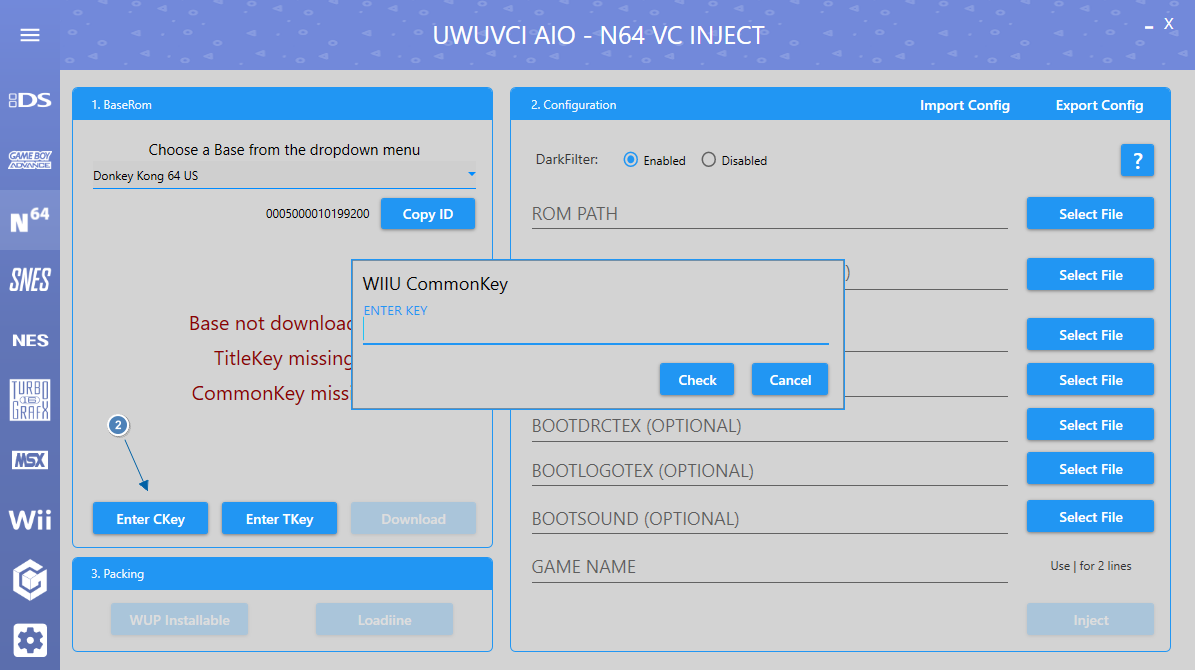 UWUVCI AIO - N64 VC INJECT
X
DS
GAME BOY ADVANCE
N64
SNES
NES
TURBO GRAFX 16
MSX
Wii
1. BaseRom
Choose a Base from the dropdown menu
Donkey Kong 64 US
0005000010199200
Copy ID
Base not downloa
TitleKey missing
CommonKey miss
2
Enter CKey
Enter TKey
Download
3. Packing
WUP Installable
Loadiine
WIIU CommonKey
ENTER KEY
Check
Cancel
2. Configuration
Import Config
Export Config
DarkFilter:
Enabled
Disabled
?
ROM PATH
Select File
)
Select File
Select File
Select File
BOOTDRCTEX (OPTIONAL)
Select File
BOOTLOGOTEX (OPTIONAL)
Select File
BOOTSOUND (OPTIONAL)
Select File
GAME NAME
Use | for 2 lines
Inject